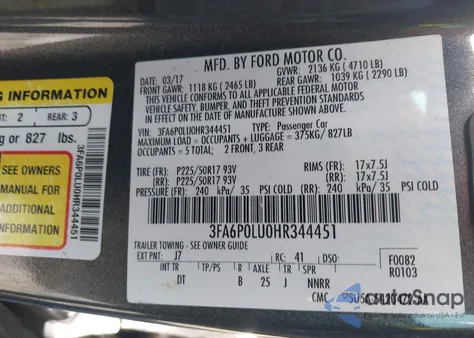 NG INFORMATION
NT: 2 REAR: 3
g or 827 lbs.
SEE OWNERS
MANUAL FOR
ADDITIONAL
INFORMATION
3FA6P0LU0HR344451
MFD. BY FORD MOTOR CO.
03/17 GVWR: 2136 KG ( 4710 LB)
FRONT GAWR: 1118 KG ( 2465 LB) REAR GAWR: 1039 KG ( 2290 LB)
THIS VEHICLE CONFORMS TO ALL APPLICABLE FEDERAL MOTOR
VEHICLE SAFETY, BUMPER, AND THEFT PREVENTION STANDARDS
IN EFFECT ON THE DATE OF MANUFACTURE SHOWN ABOVE.
VIN: 3FA6P0LU0HR344451 TYPE: Passenger Car
MAXIMUM LOAD = OCCUPANTS + LUGGAGE = 375KG/ 827LB
OCCUPANTS = 5 TOTAL; 2 FRONT, 3 REAR
TIRE (FR): P225/50R17 93V RIMS (FR): 17x7.5J
(RR): P225/50R17 93V (RR): 17x7.5J
PRESSURE (FR): 240 kPa/ 35 PSI COLD (RR): 240 kPa/ 35 PSI COLD
3FA6P0LU0HR344451
TRAILER TOWING - SEE OWNER GUIDE
EXT PNT: J7 RC: 41 DSO: F0082
R0103
INT TR TP/PS R AXLE TR SPR
DT B 25 J NNRR
CMC
autoSnap